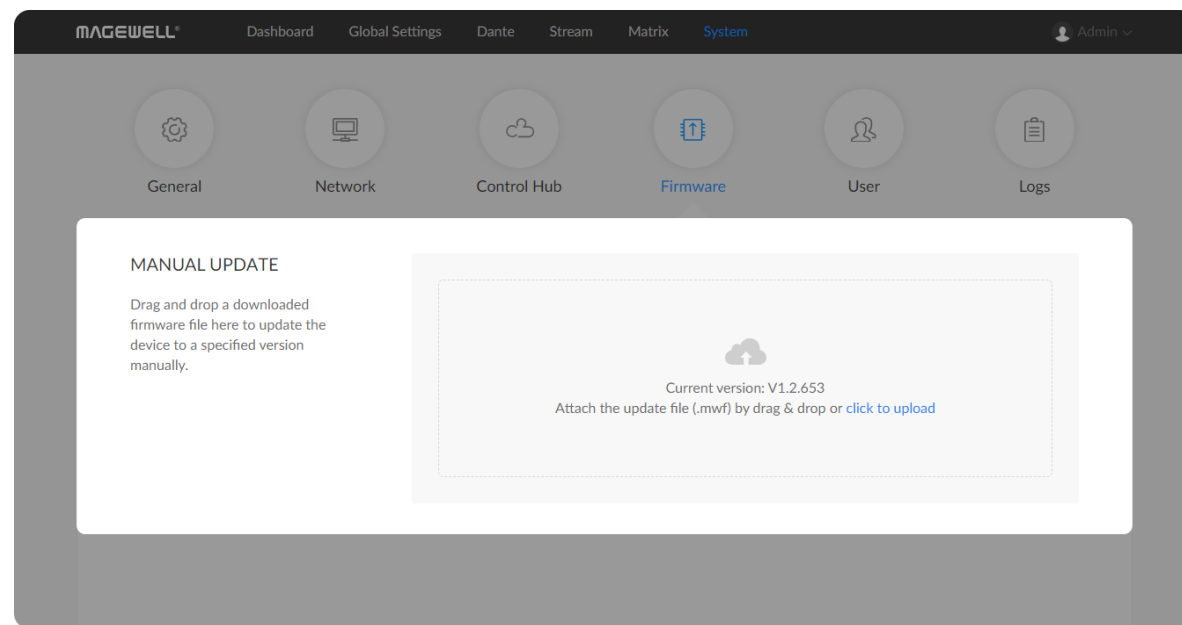 MAGEWELL®
Dashboard Global Settings Dante Stream Matrix System Admin
General Network Control Hub Firmware User Logs
MANUAL UPDATE
Drag and drop a downloaded
firmware file here to update the
device to a specified version
manually.
Current version: V1.2.653
Attach the update file (.mwf) by drag & drop or click to upload